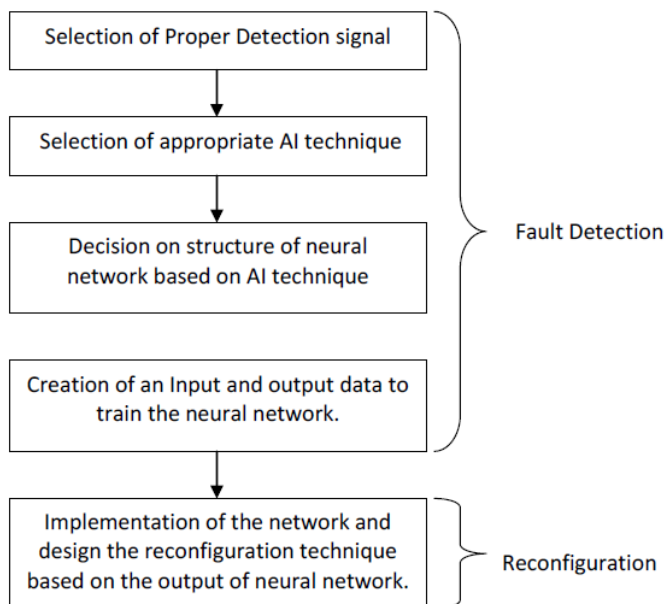 Selection of Proper Detection signal
Selection of appropriate AI technique
Decision on structure of neural
network based on AI technique
Fault Detection
Creation of an Input and output data to
train the neural network.
Implementation of the network and
design the reconfiguration technique
based on the output of neural network.
Reconfiguration